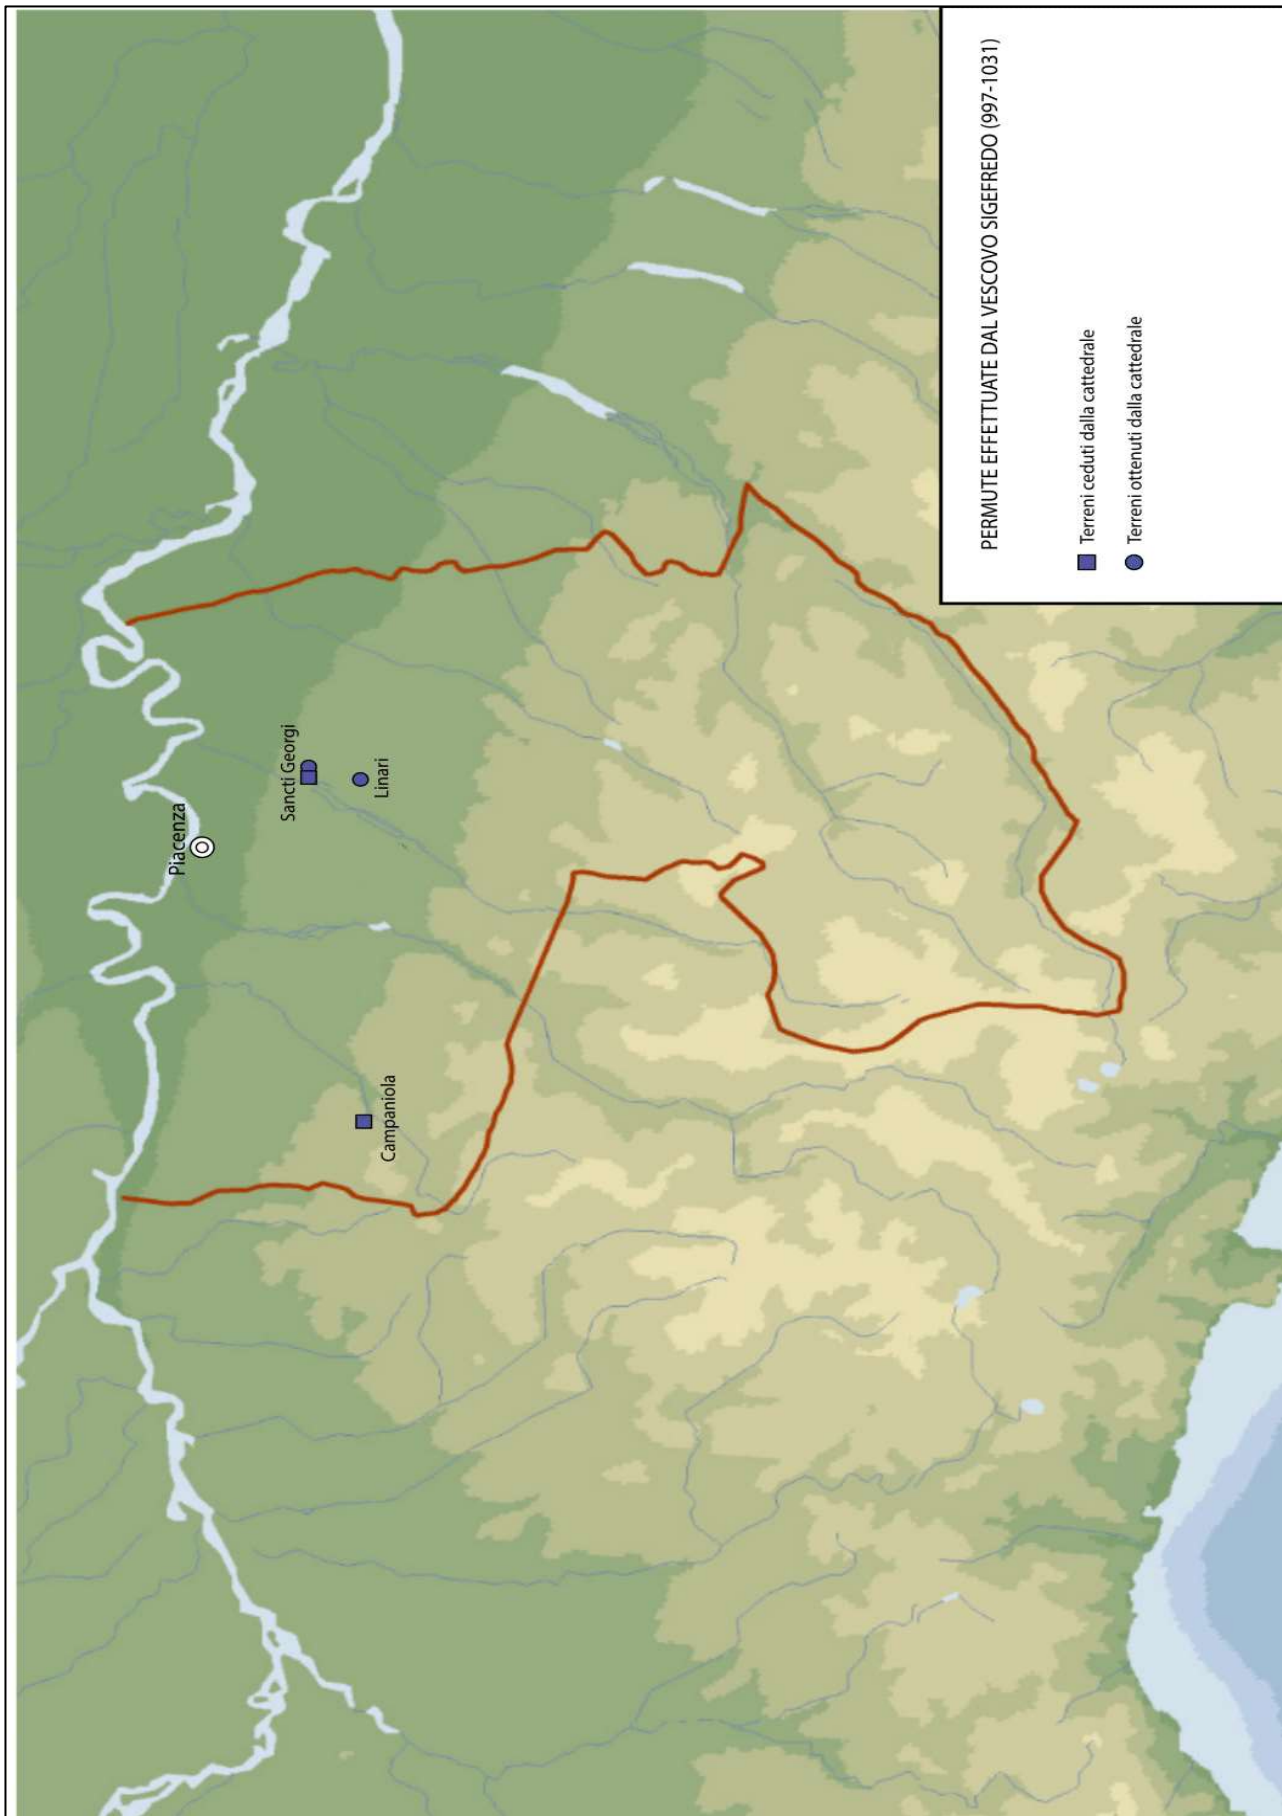 PERMUTE EFFETTUATE DAL VESCOVO SIGEFREDO (997-1031)
Terreni ceduti dalla cattedrale
Terreni ottenuti dalla cattedrale
Piacenza
Sancti Georgi
Linari
Campaniola